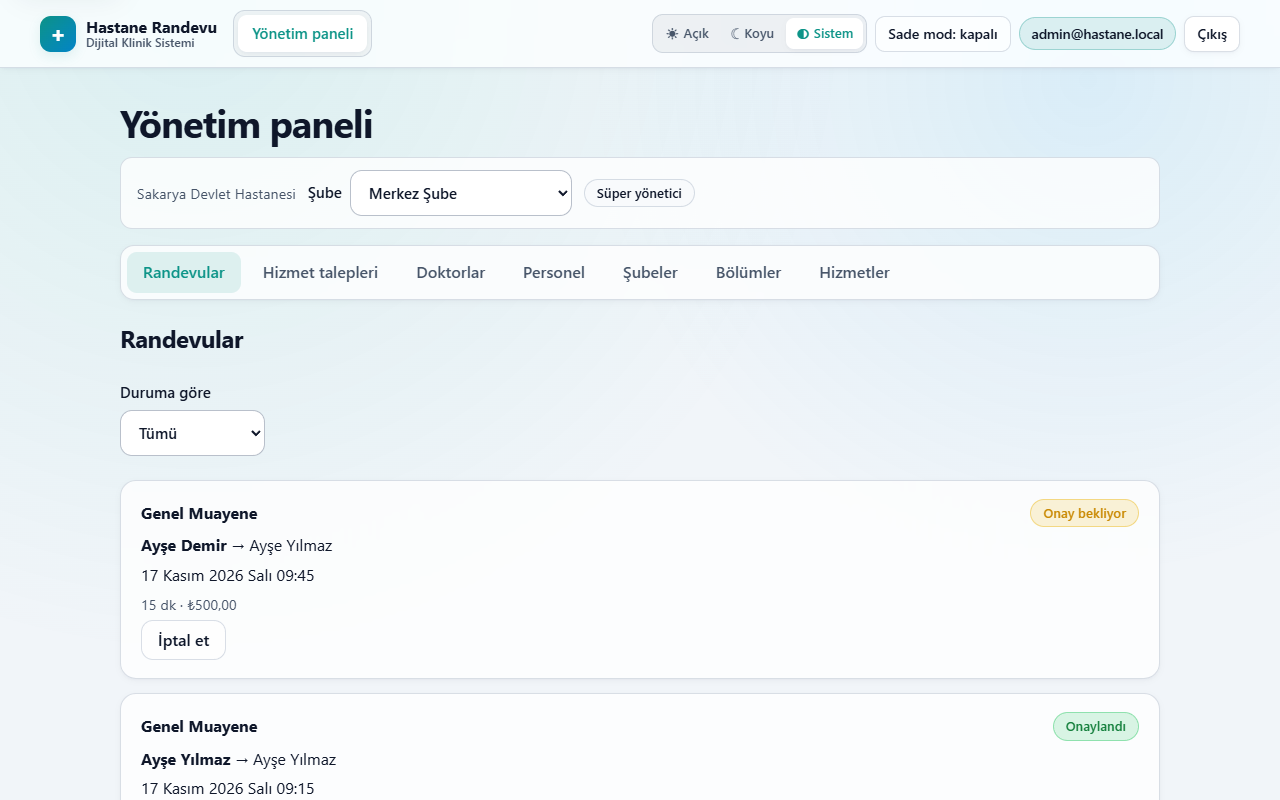 Hastane Randevu
Dijital Klinik Sistemi
Yönetim paneli
Açık
Koyu
Sistem
Sade mod: kapalı
admin@hastane.local
Çıkış
Yönetim paneli
Sakarya Devlet Hastanesi Şube Merkez Şube Süper yönetici
Randevular Hizmet talepleri Doktorlar Personel Şubeler Bölümler Hizmetler
Randevular
Duruma göre
Tümü
Genel Muayene Onay bekliyor
Ayşe Demir → Ayşe Yılmaz
17 Kasım 2026 Salı 09:45
15 dk · ₺500,00
İptal et
Genel Muayene Onaylandı
Ayşe Yılmaz → Ayşe Yılmaz
17 Kasım 2026 Salı 09:15